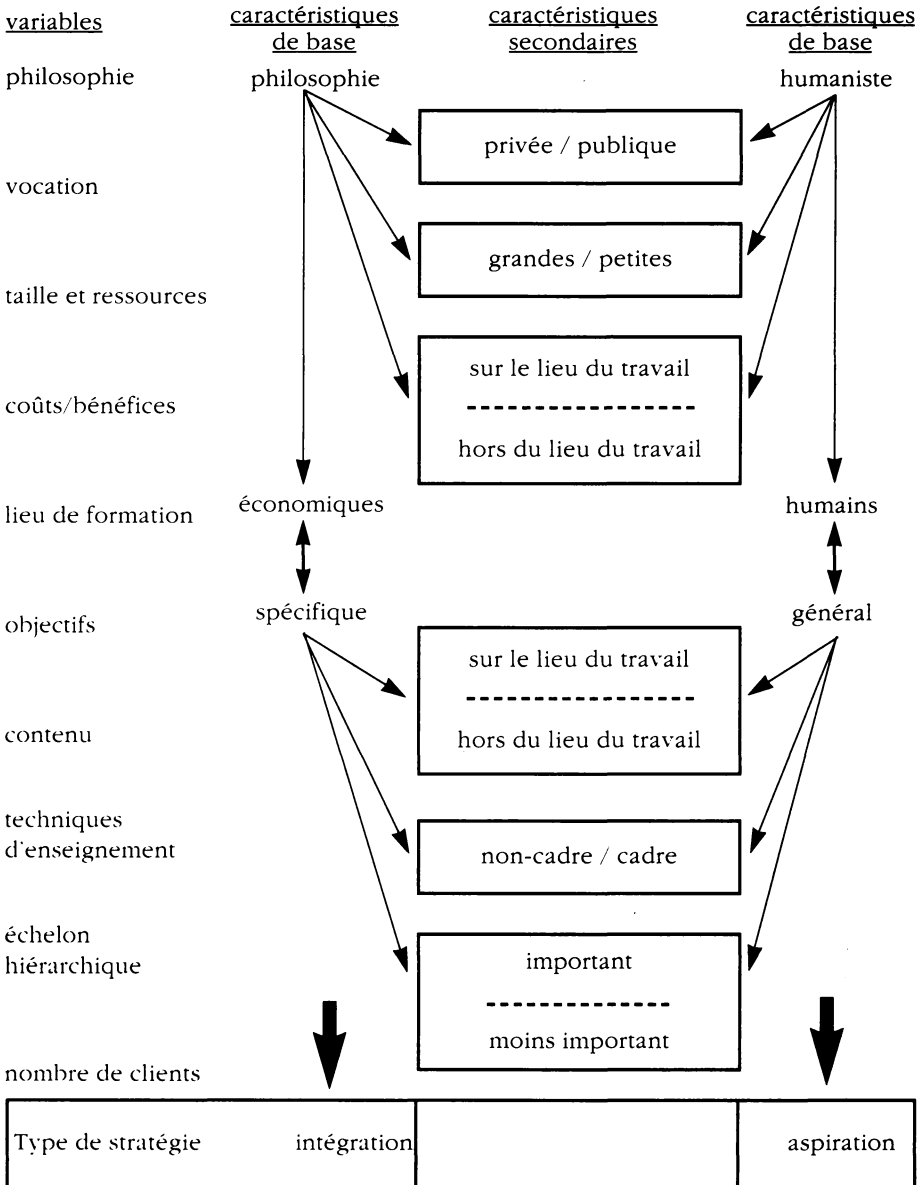 variables
caractéristiques
de base
caractéristiques
secondaires
caractéristiques
de base
philosophie
philosophie
humaniste
privée / publique
vocation
grandes / petites
taille et ressources
sur le lieu du travail
coûts/bénéfices
hors du lieu du travail
économiques
humains
lieu de formation
spécifique
général
objectifs
sur le lieu du travail
contenu
hors du lieu du travail
techniques
d'enseignement
non-cadre / cadre
échelon
hiérarchique
important
moins important
nombre de clients
Type de stratégie
intégration
aspiration